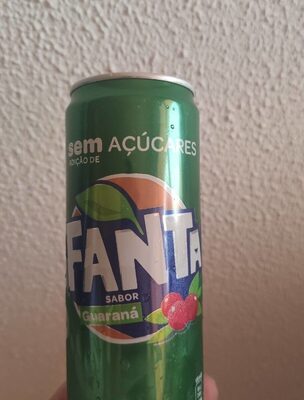 sem AÇÚCARES
ADIÇÃO DE
FANTA
SABOR
Guaraná